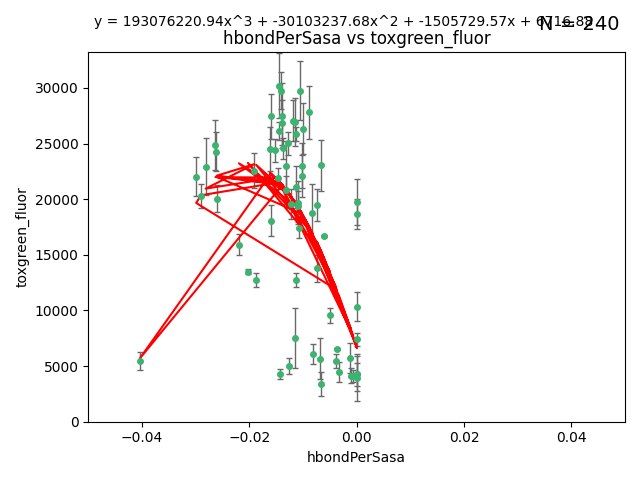 y = 193076220.94x^3 + -30103237.68x^2 + -1505729.57x +
N = 240
hbondPerSasa vs toxgreen_fluor
30000
25000
20000
15000
10000
5000
0
toxgreen_fluor
−0.04
−0.02
0.00
0.02
0.04
hbondPerSasa